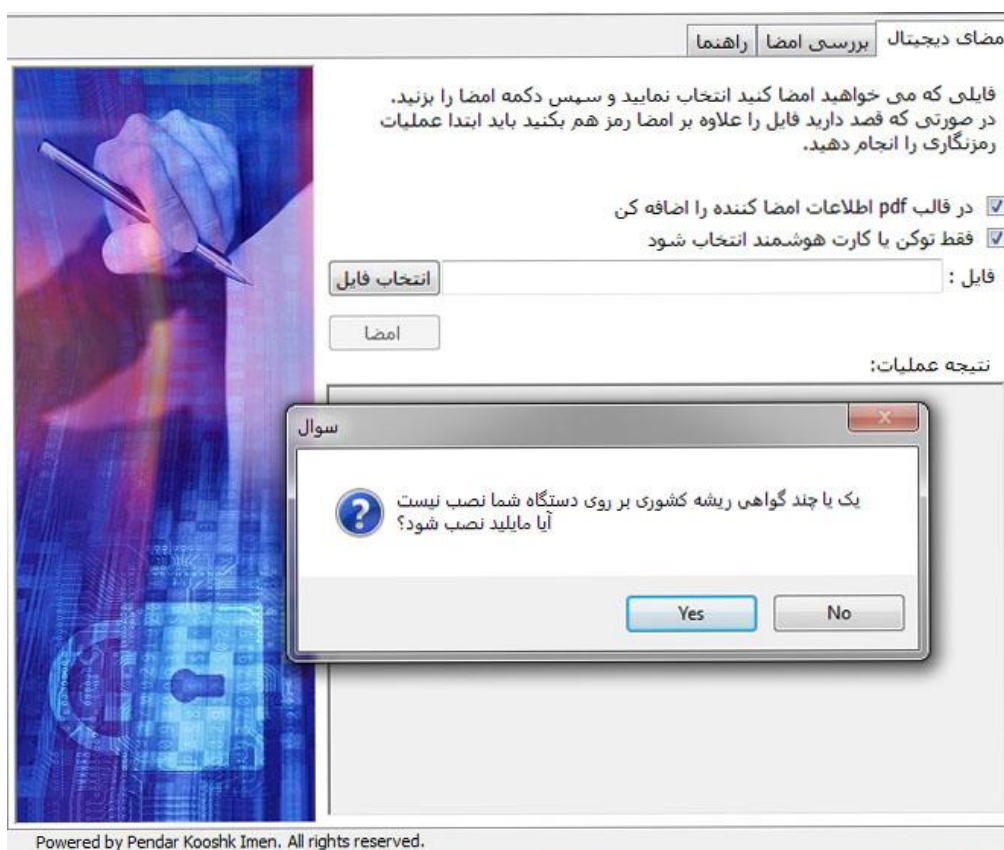 مضای دیجیتال
بررسی امضا
راهنما
فایلی که می خواهید امضا کنید انتخاب نمایید و سپس دکمه امضا را بزنید.
در صورتی که قصد دارید فایل را علاوه بر امضا رمز هم بکنید باید ابتدا عملیات
رمزنگاری را انجام دهید.
در قالب pdf اطلاعات امضا کننده را اضافه کن
فقط توکن یا کارت هوشمند انتخاب شود
فایل :
انتخاب فایل
امضا
نتیجه عملیات:
سوال
یک یا چند گواهی ریشه کشوری بر روی دستگاه شما نصب نیست
آیا مایلید نصب شود؟
Yes
No
Powered by Pendar Kooshk Imen. All rights reserved.